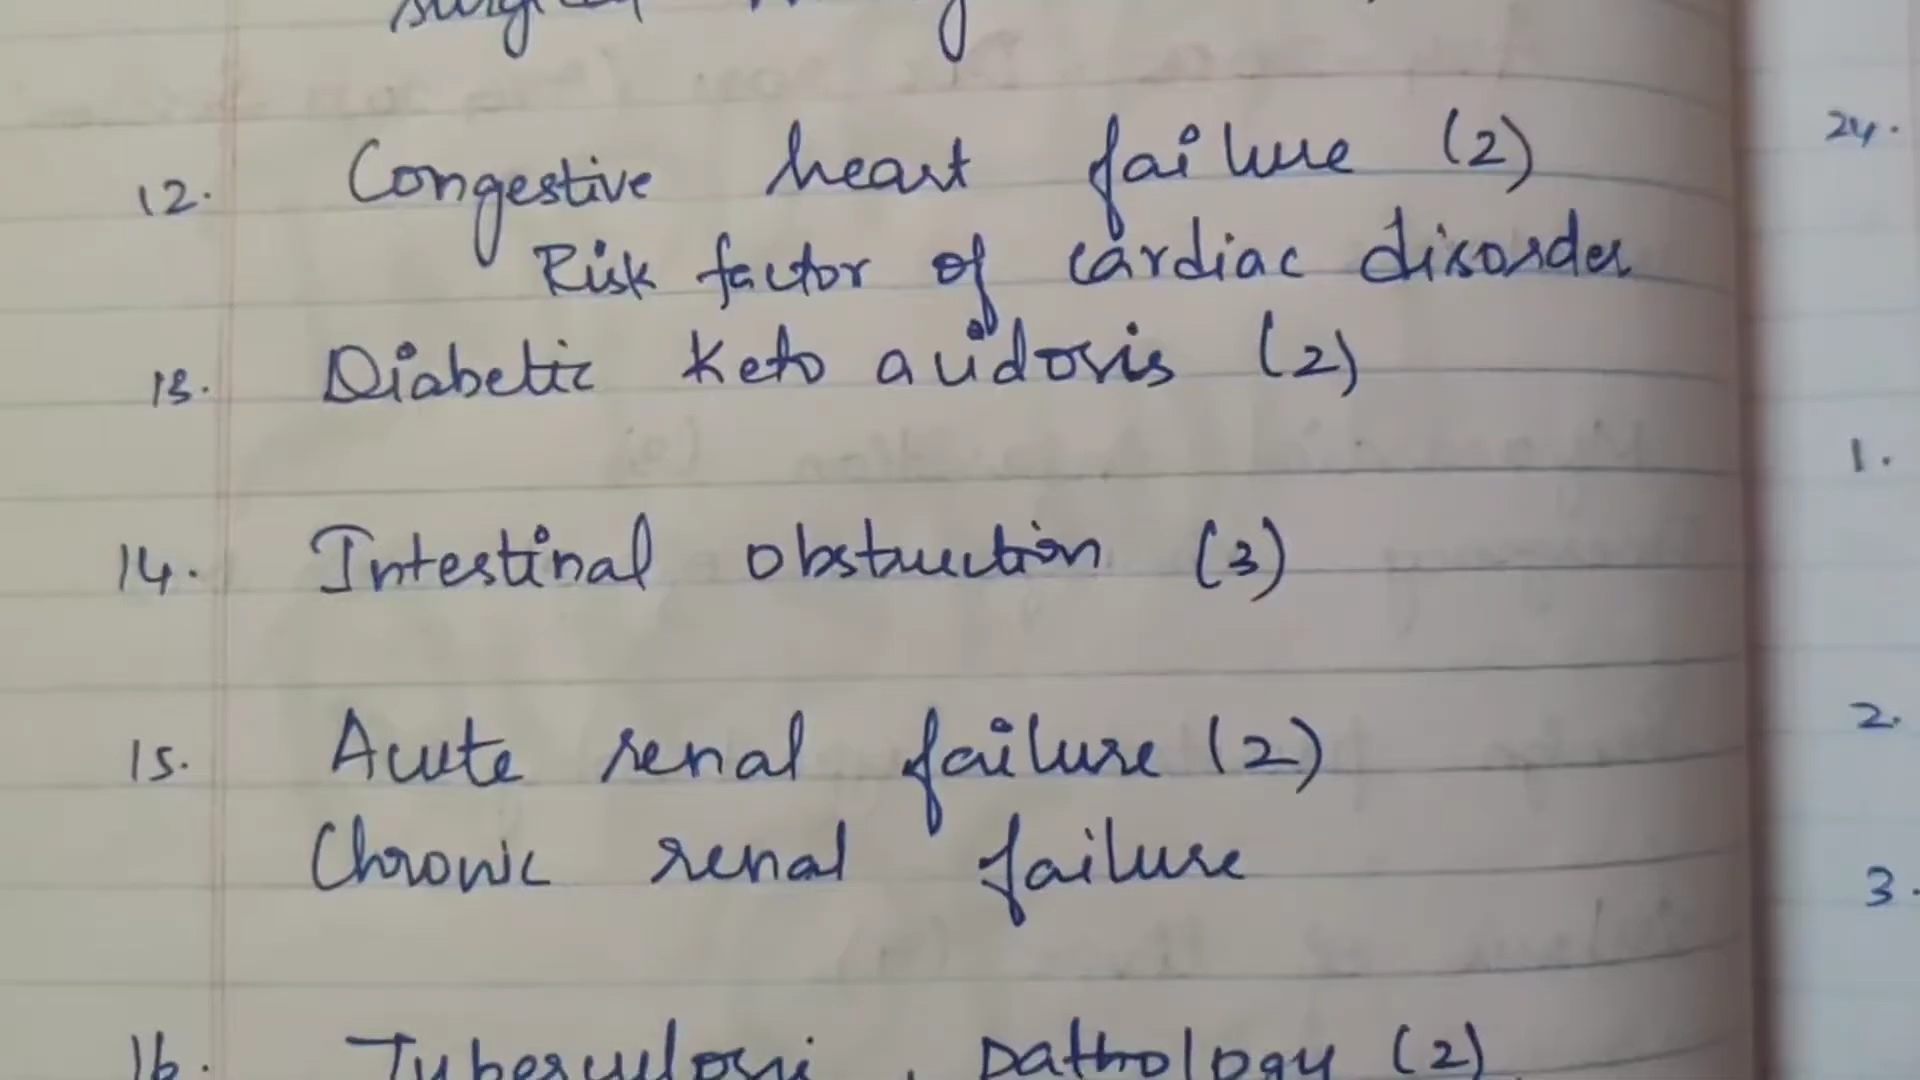 surgical
12. Congestive heart failure (2)
Risk factor of cardiac disorder
13. Diabetic Keto acidosis (2)
14. Intestinal obstruction (3)
15. Acute renal failure (2)
Chronic renal failure
16. Tuberculosis, pathology (2)
24.
1.
2.
3.